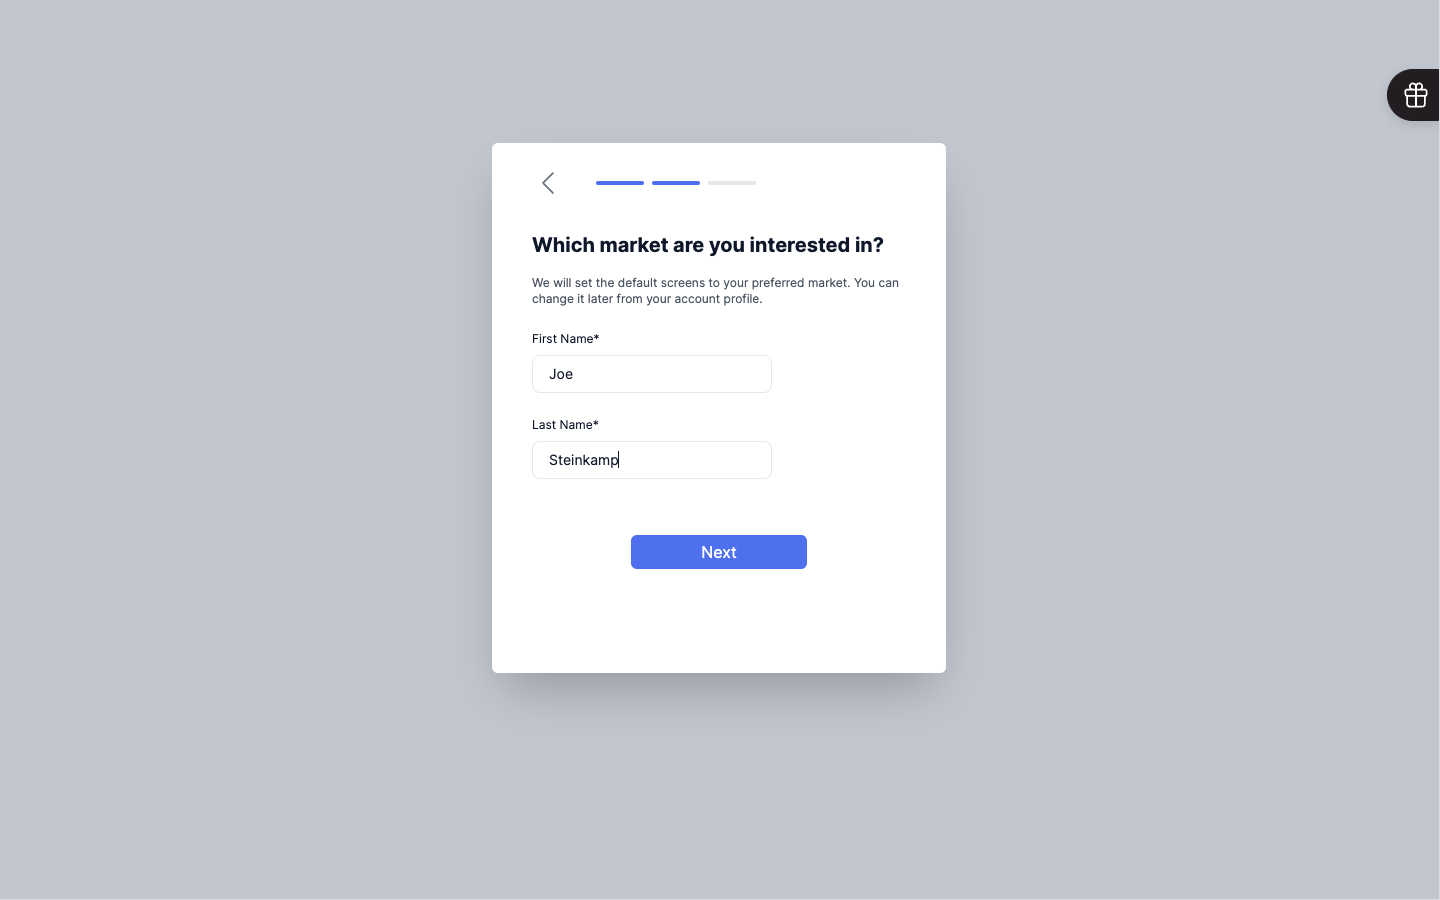 Which market are you interested in?
We will set the default screens to your preferred market. You can
change it later from your account profile.
First Name*
Joe
Last Name*
Steinkamp
Next